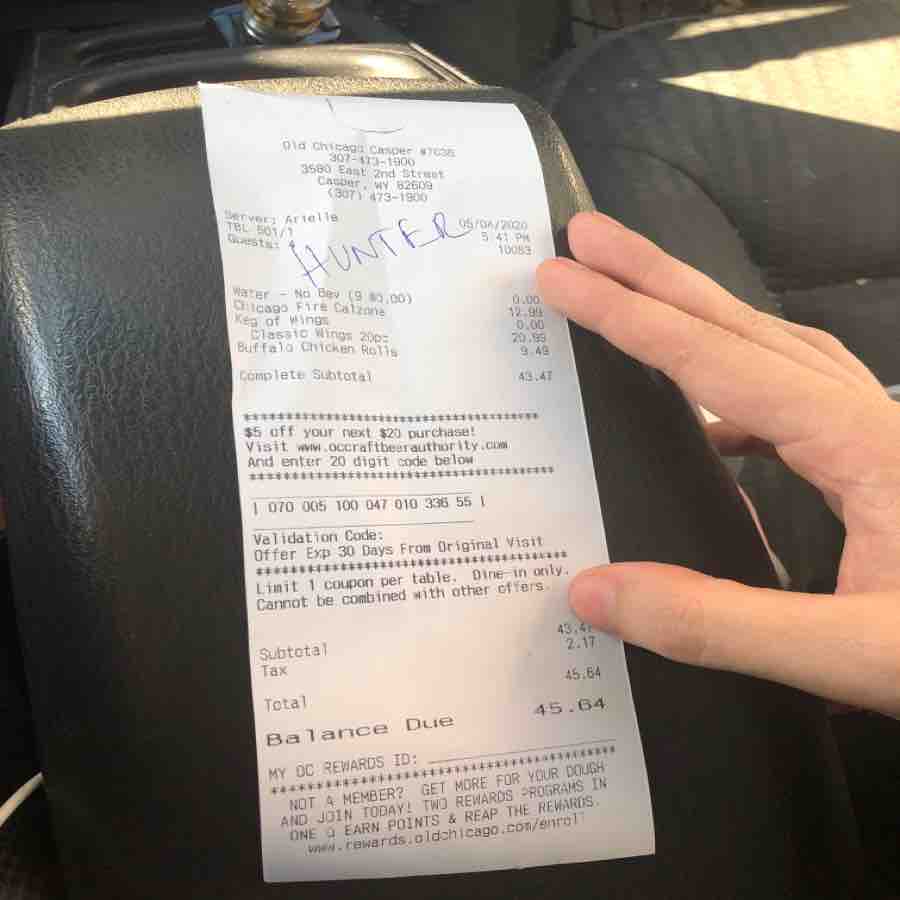 Old Chicago Casper #7036
307-473-1900
3580 East 2nd Street
Casper, WY 82609
(307) 473-1900
Server: Arielle 05/04/2020
TBL 501/1 5:41 PM
Guests: 10083
HUNTER
Water - No Bev (9 @0.00) 0.00
Chicago Fire Calzone 12.99
Keg of Wings 0.00
Classic Wings 20pc 20.99
Buffalo Chicken Rolls 9.49
Complete Subtotal 43.47
****************************************
$5 off your next $20 purchase!
Visit www.occraftbeerauthority.com
And enter 20 digit code below
****************************************
| 070 005 100 047 010 336 55 |
Validation Code:
Offer Exp 30 Days From Original Visit
****************************************
Limit 1 coupon per table. Dine-in only.
Cannot be combined with other offers.
Subtotal 43.47
Tax 2.17
Total 45.64
Balance Due 45.64
MY OC REWARDS ID:
****************************************
NOT A MEMBER? GET MORE FOR YOUR DOUGH
AND JOIN TODAY! TWO REWARDS PROGRAMS IN
ONE EARN POINTS & REAP THE REWARDS.
www.rewards.oldchicago.com/enroll